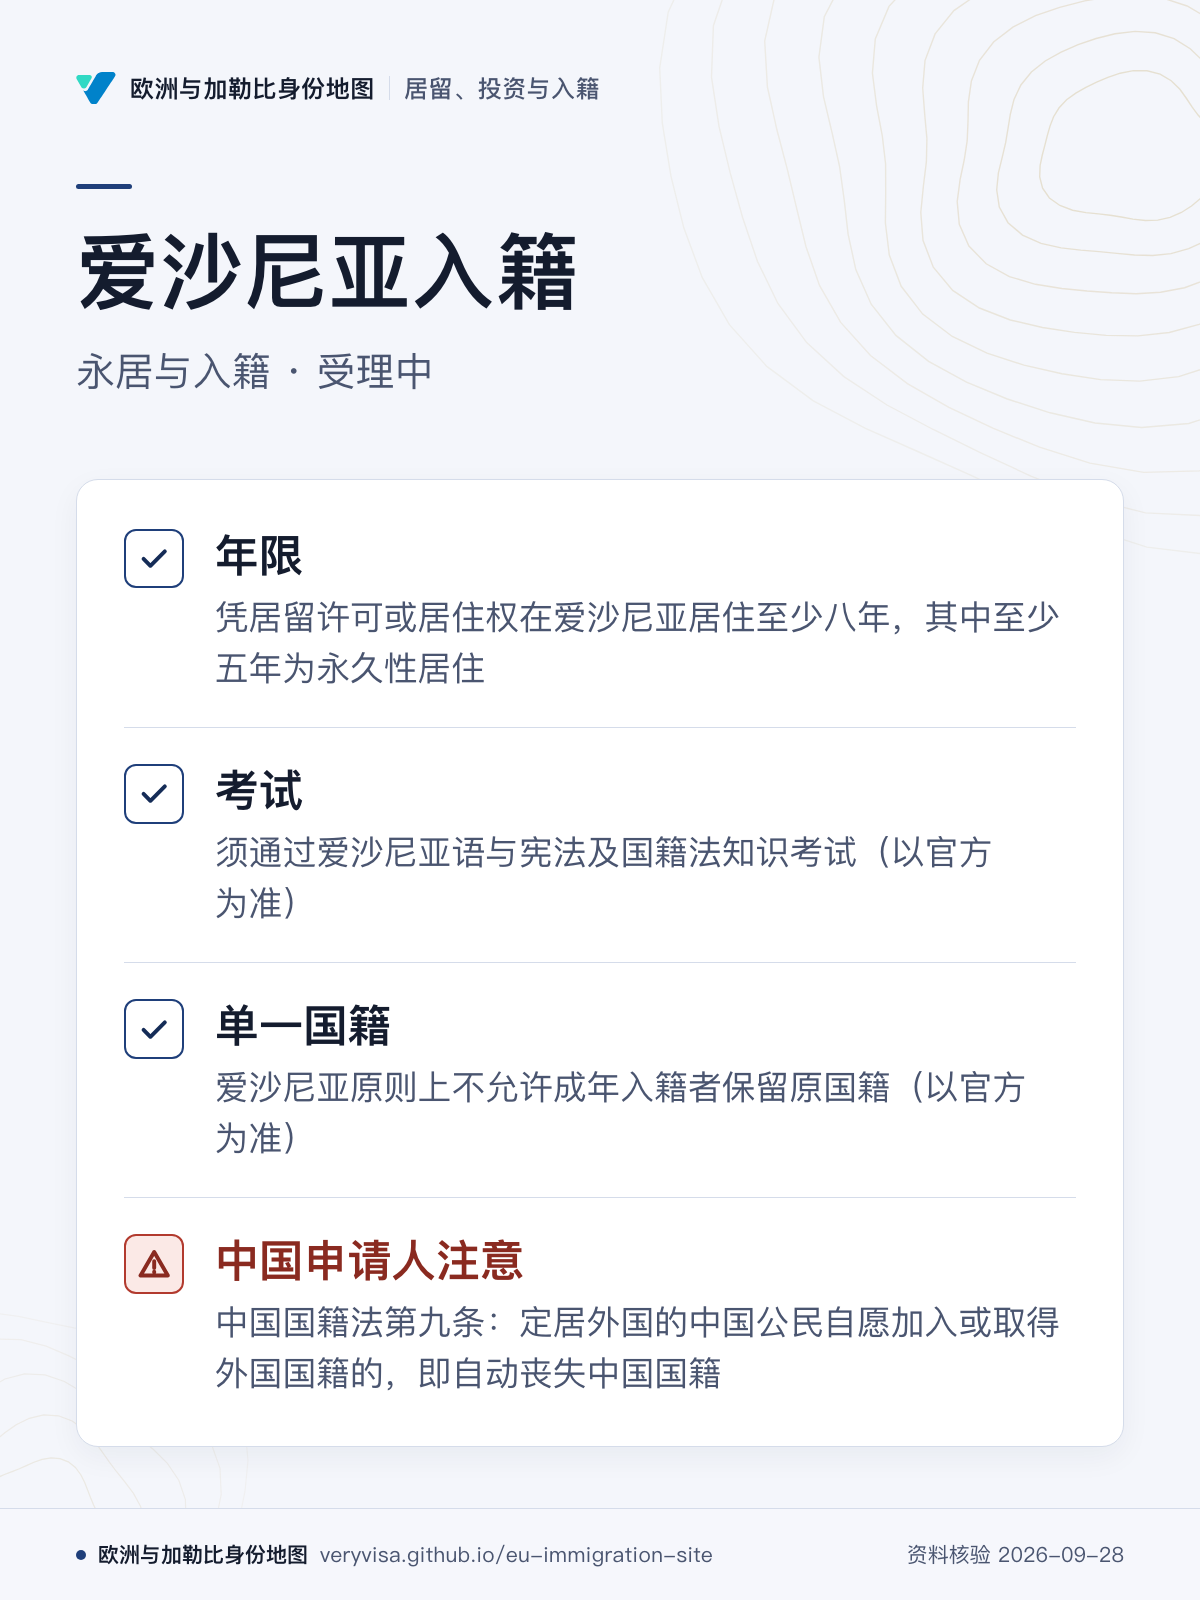 欧洲与加勒比身份地图 居留、投资与入籍
爱沙尼亚入籍
永居与入籍 · 受理中
年限
凭居留许可或居住权在爱沙尼亚居住至少八年，其中至少
五年为永久性居住
考试
须通过爱沙尼亚语与宪法及国籍法知识考试（以官方
为准）
单一国籍
爱沙尼亚原则上不允许成年入籍者保留原国籍（以官方
为准）
中国申请人注意
中国国籍法第九条：定居外国的中国公民自愿加入或取得
外国国籍的，即自动丧失中国国籍
欧洲与加勒比身份地图 veryvisa.github.io/eu-immigration-site 资料核验 2026-09-28